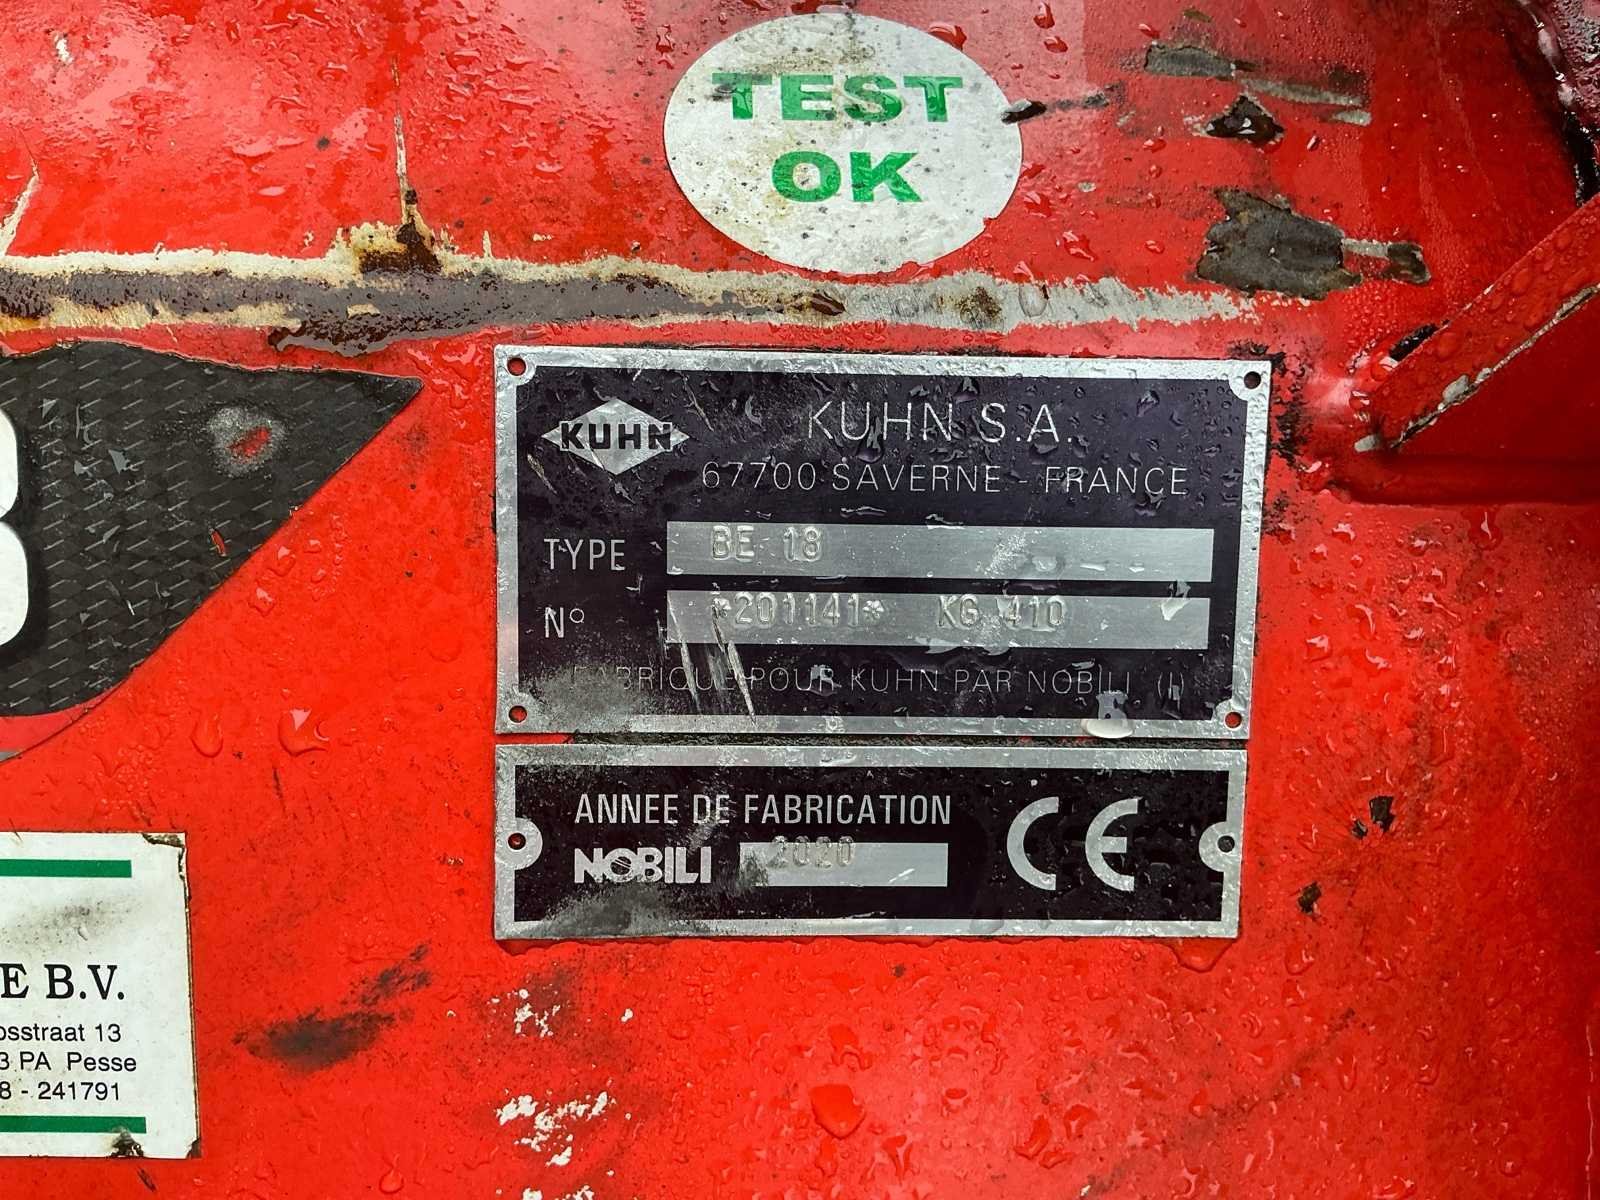 TEST
OK
KUHN
KUHN S.A.
67700 SAVERNE - FRANCE
TYPE BE 18
N° *201141* KG 410
FABRIQUE POUR KUHN PAR NOBILI (I)
ANNEE DE FABRICATION
NOBILI 2020
CE
E B.V.
osstraat 13
3 PA Pesse
8 - 241791